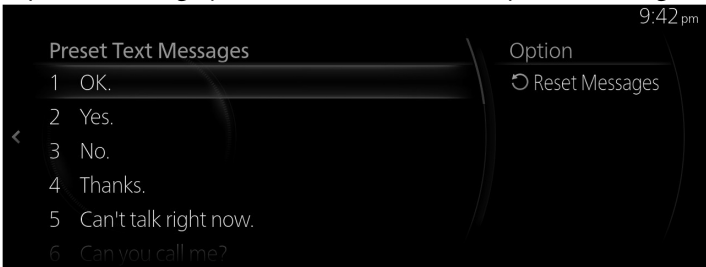 9:42 pm
Preset Text Messages
1 OK.
2 Yes.
3 No.
4 Thanks.
5 Can't talk right now.
6 Can you call me?
Option
Reset Messages